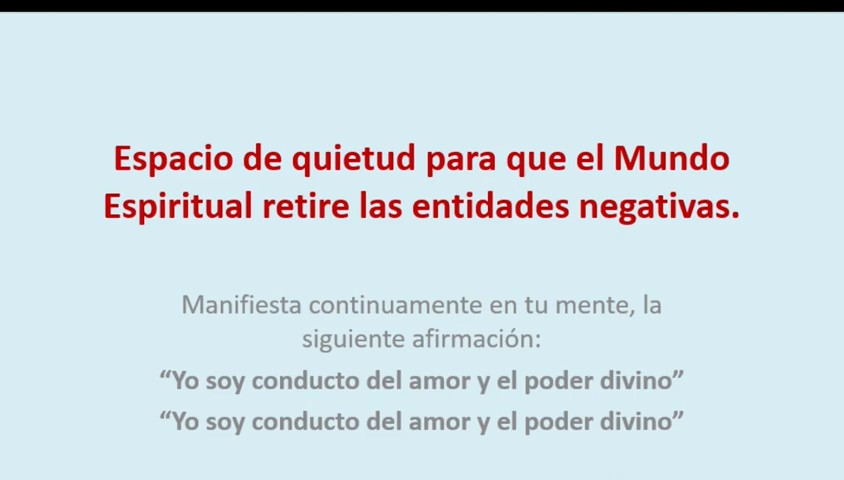 Espacio de quietud para que el Mundo
Espiritual retire las entidades negativas.
Manifiesta continuamente en tu mente, la
siguiente afirmación:
“Yo soy conducto del amor y el poder divino”
“Yo soy conducto del amor y el poder divino”